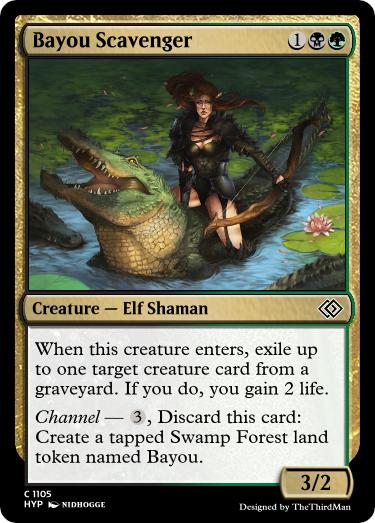 Bayou Scavenger 1
Creature — Elf Shaman
When this creature enters, exile up
to one target creature card from a
graveyard. If you do, you gain 2 life.
Channel — 3, Discard this card:
Create a tapped Swamp Forest land
token named Bayou.
3/2
C 1105
HYP NIDHOGGE
Designed by TheThirdMan